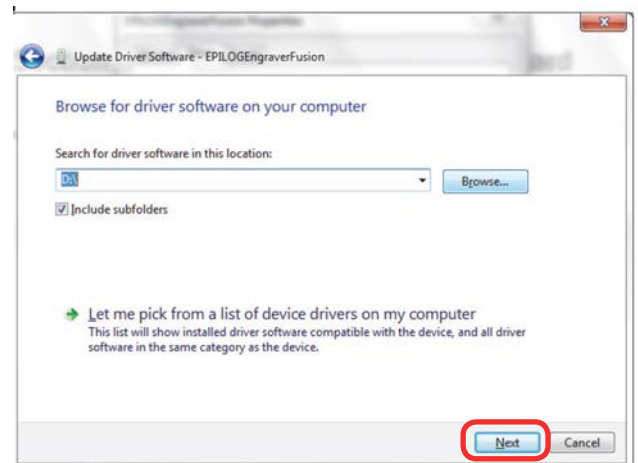 EPILOGEngraverFusion Properties
Update Driver Software - EPILOGEngraverFusion
Browse for driver software on your computer
Search for driver software in this location:
D:\
Browse...
Include subfolders
Let me pick from a list of device drivers on my computer
This list will show installed driver software compatible with the device, and all driver
software in the same category as the device.
Next
Cancel